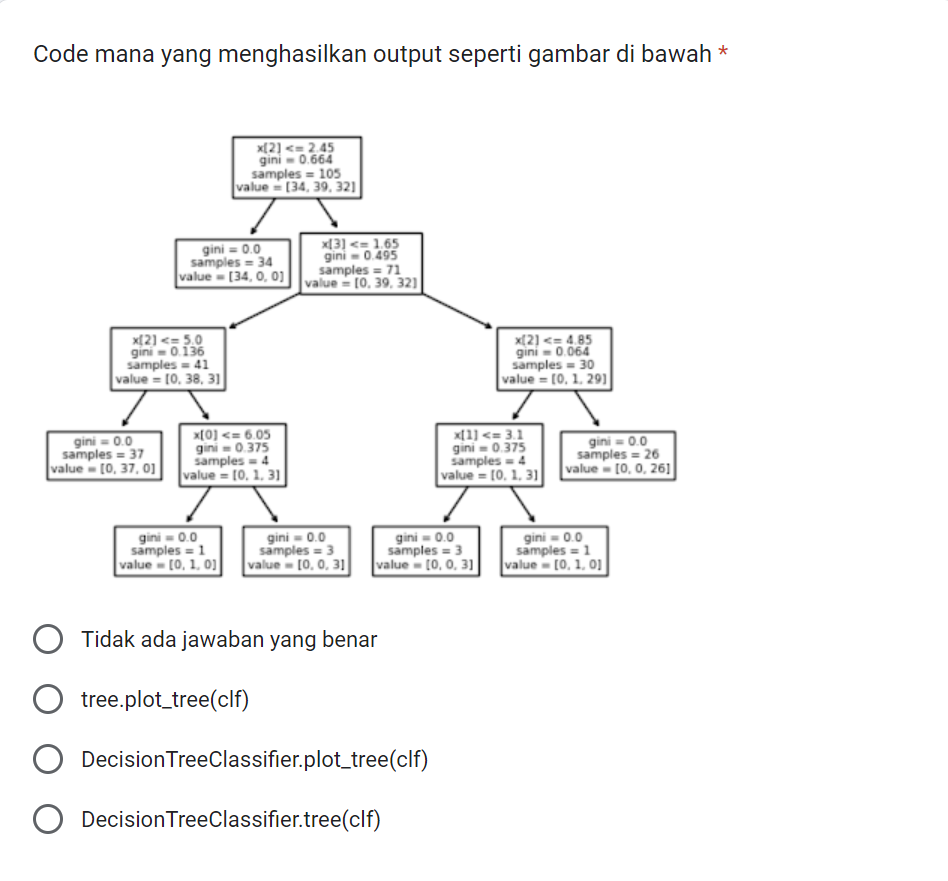 Code mana yang menghasilkan output seperti gambar di bawah *
x[2] <= 2.45
gini = 0.664
samples = 105
value = [34, 39, 32]
gini = 0.0
samples = 34
value = [34, 0, 0]
x[3] <= 1.65
gini = 0.495
samples = 71
value = [0, 39, 32]
x[2] <= 5.0
gini = 0.136
samples = 41
value = [0, 38, 3]
x[2] <= 4.85
gini = 0.064
samples = 30
value = [0, 1, 29]
gini = 0.0
samples = 37
value = [0, 37, 0]
x[0] <= 6.05
gini = 0.375
samples = 4
value = [0, 1, 3]
x[1] <= 3.1
gini = 0.375
samples = 4
value = [0, 1, 3]
gini = 0.0
samples = 26
value = [0, 0, 26]
gini = 0.0
samples = 1
value = [0, 1, 0]
gini = 0.0
samples = 3
value = [0, 0, 3]
gini = 0.0
samples = 3
value = [0, 0, 3]
gini = 0.0
samples = 1
value = [0, 1, 0]
Tidak ada jawaban yang benar
tree.plot_tree(clf)
DecisionTreeClassifier.plot_tree(clf)
DecisionTreeClassifier.tree(clf)